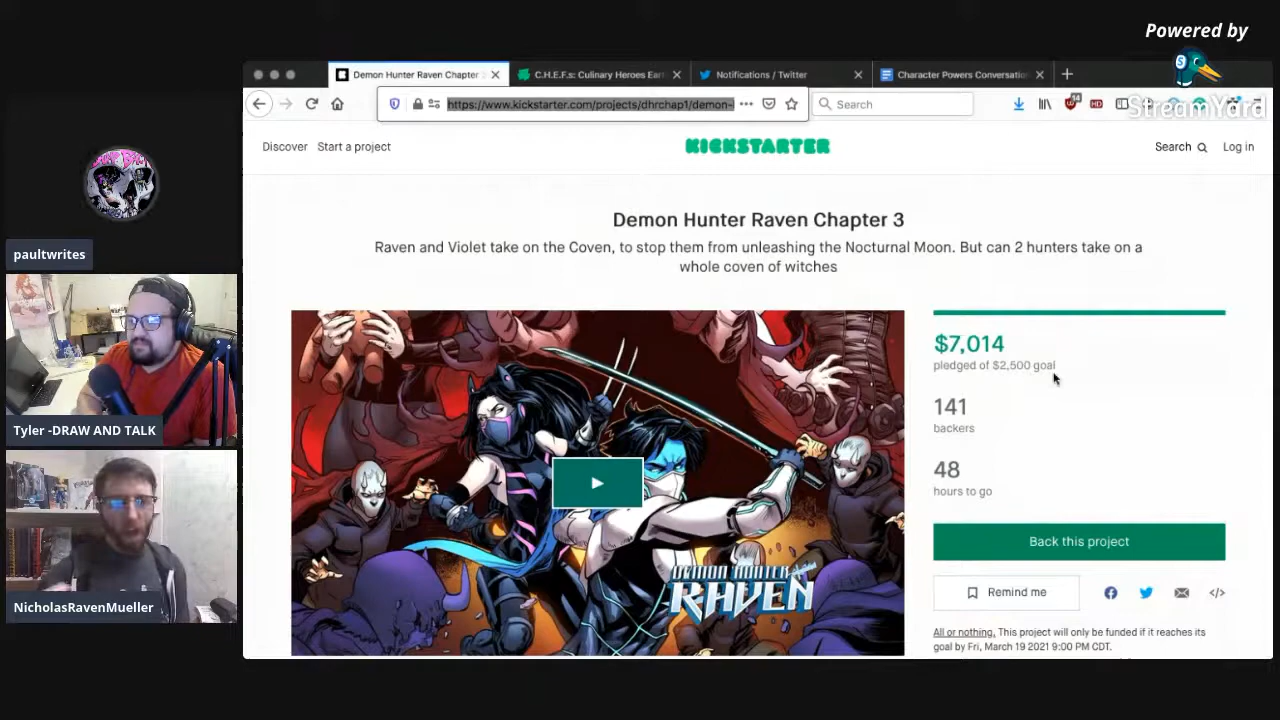 Powered by
StreamYard
Demon Hunter Raven Chapter 3
C.H.E.F.s: Culinary Heroes Eart
Notifications / Twitter
Character Powers Conversatio
https://www.kickstarter.com/projects/dhrchap1/demon-
Search
14
HD
Discover
Start a project
KICKSTARTER
Search
Log in
Demon Hunter Raven Chapter 3
Raven and Violet take on the Coven, to stop them from unleashing the Nocturnal Moon. But can 2 hunters take on a
whole coven of witches
$7,014
pledged of $2,500 goal
141
backers
48
hours to go
Back this project
Remind me
All or nothing. This project will only be funded if it reaches its
goal by Fri, March 19 2021 9:00 PM CDT.
DEMON HUNTER
RAVEN
paultwrites
Tyler -DRAW AND TALK
NicholasRavenMueller